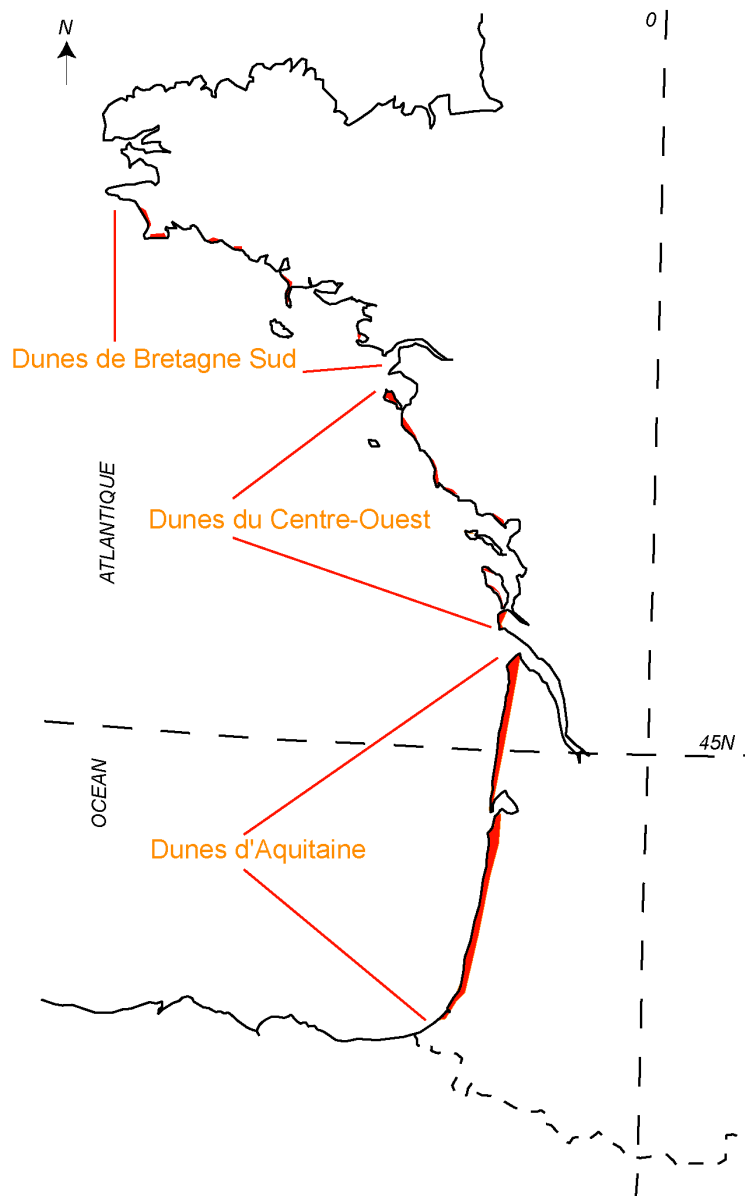 N
0
Dunes de Bretagne Sud
ATLANTIQUE
Dunes du Centre-Ouest
45N
OCEAN
Dunes d'Aquitaine